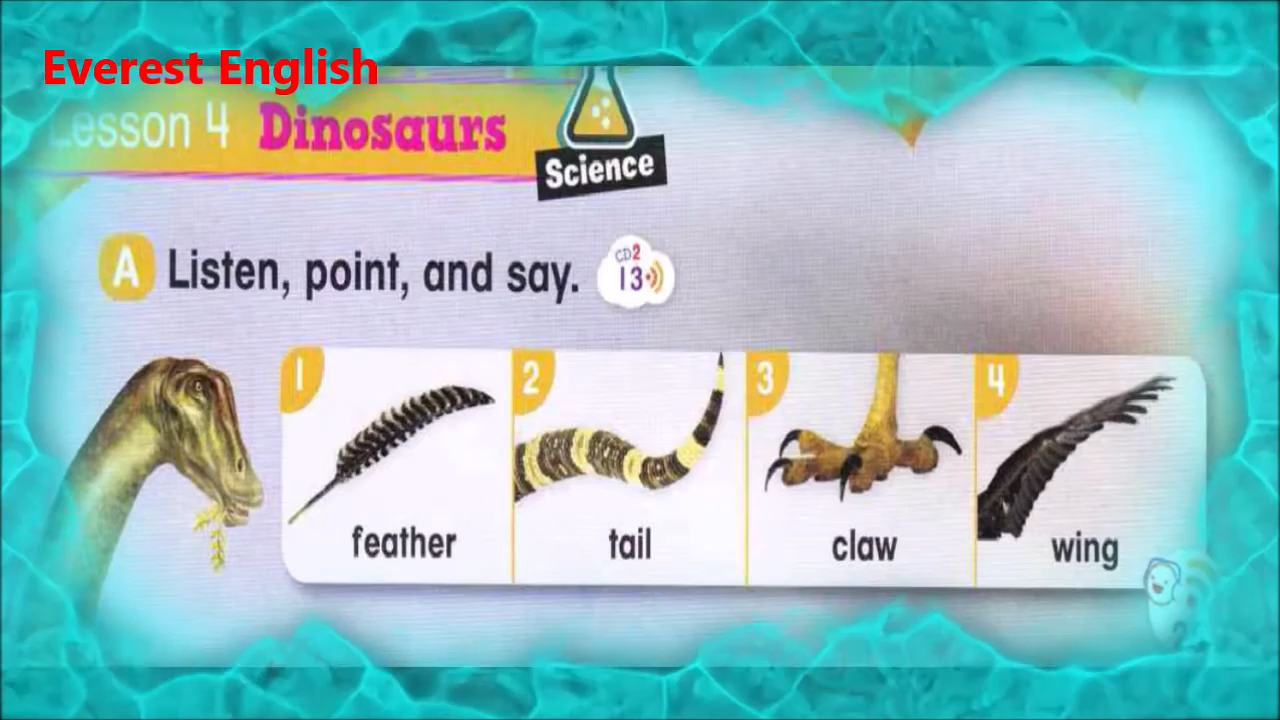 Everest English
Lesson 4 Dinosaurs
Science
A Listen, point, and say. CD2 13
1 2 3 4
feather tail claw wing